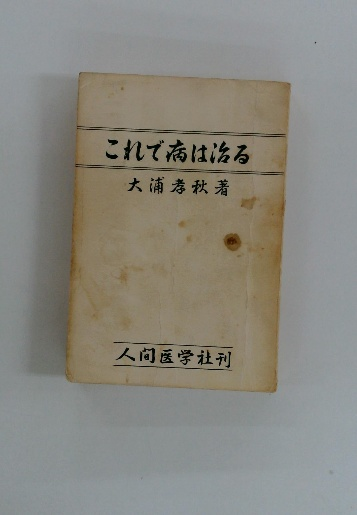 これで病は治る
大浦孝秋著
人間医学社刊